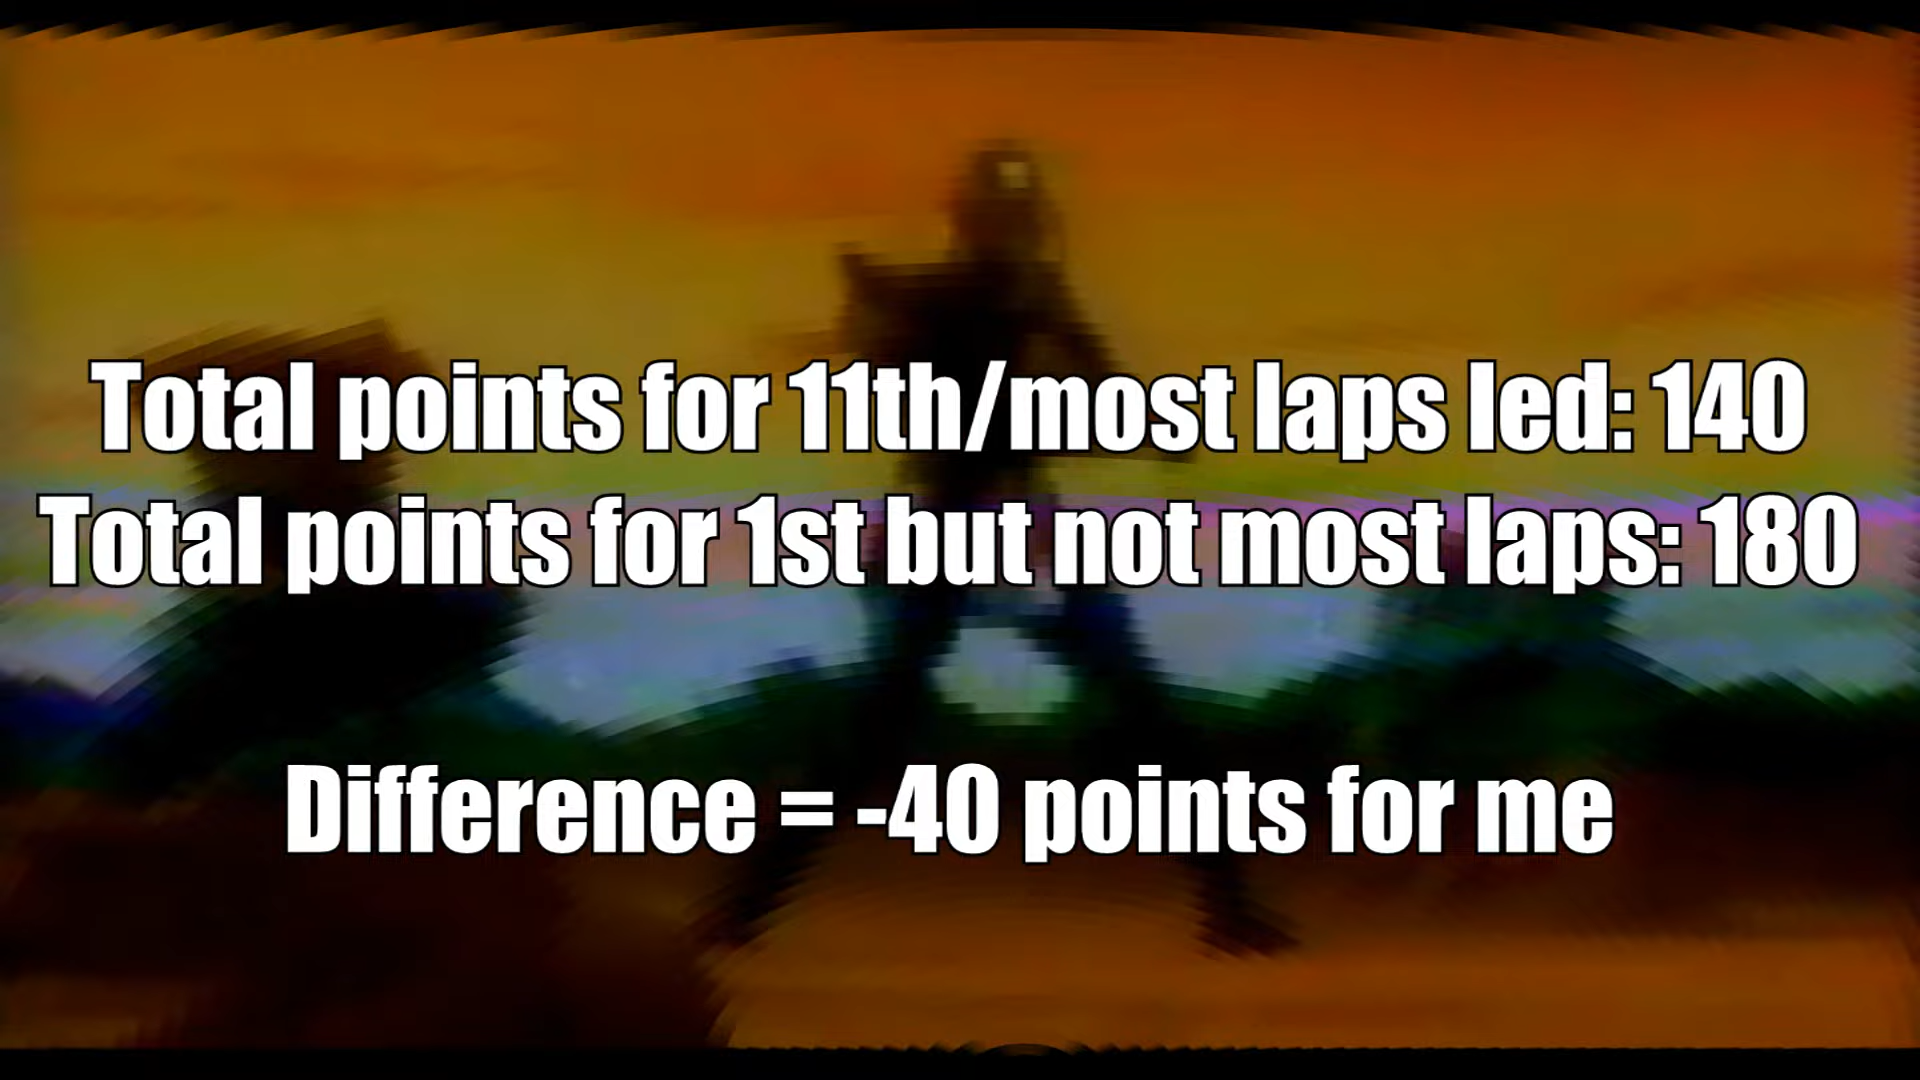 Total points for 11th/most laps led: 140
Total points for 1st but not most laps: 180
Difference = -40 points for me